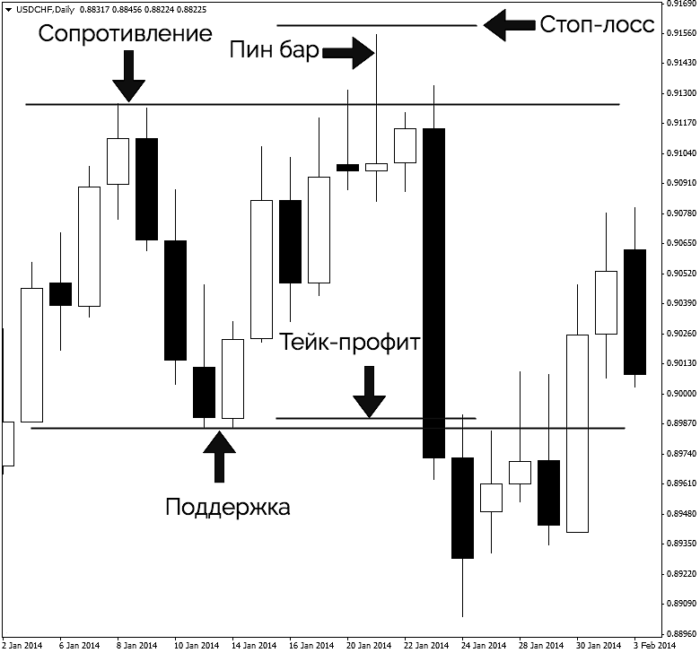 USDCHF,Daily 0.88317 0.88456 0.88224 0.88225
Сопротивление
Пин бар
Стоп-лосс
Тейк-профит
Поддержка
0.91690
0.91560
0.91430
0.91300
0.91170
0.91040
0.90910
0.90780
0.90650
0.90520
0.90390
0.90260
0.90130
0.90000
0.89870
0.89740
0.89610
0.89480
0.89350
0.89220
0.89090
0.88960
2 Jan 2014
6 Jan 2014
8 Jan 2014
10 Jan 2014
14 Jan 2014
16 Jan 2014
20 Jan 2014
22 Jan 2014
24 Jan 2014
28 Jan 2014
30 Jan 2014
3 Feb 2014